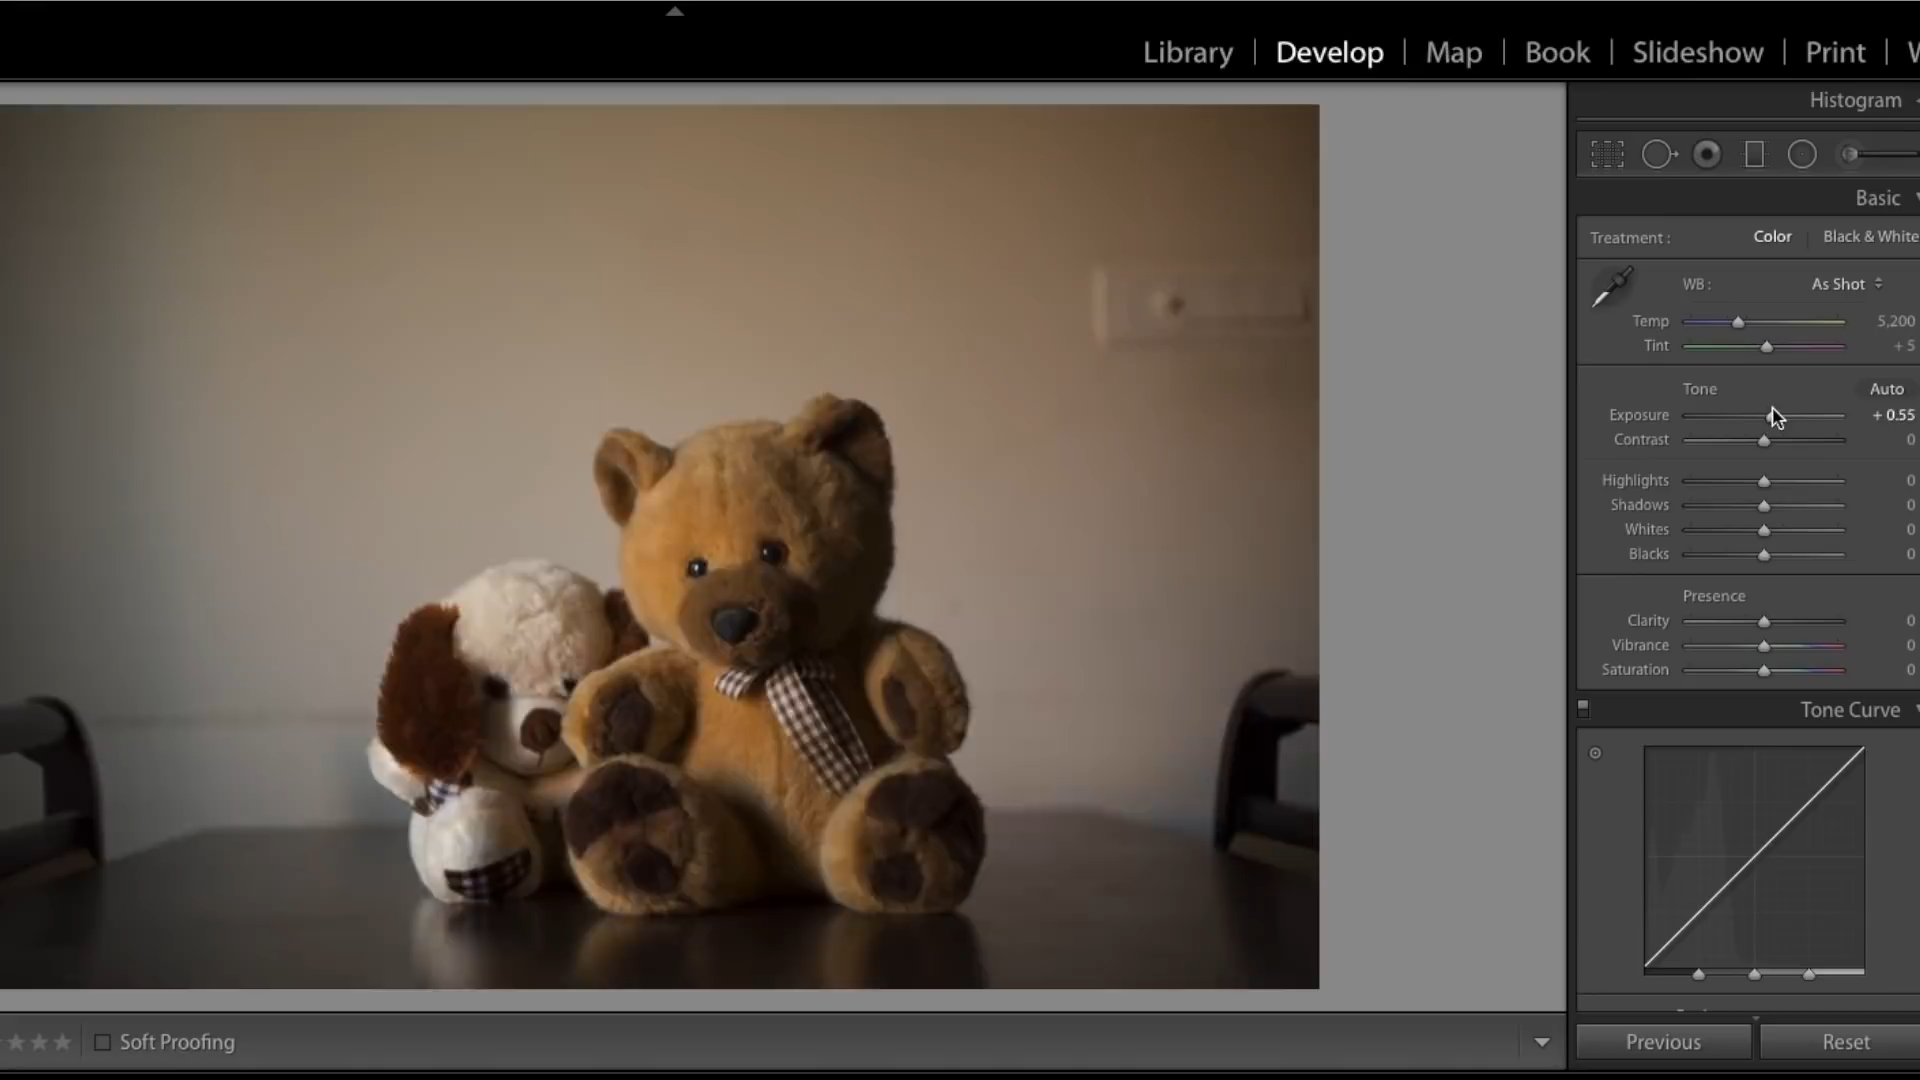 Library | Develop | Map | Book | Slideshow | Print |
Histogram
Basic
Treatment : Color | Black & White
WB : As Shot
Temp 5,200
Tint + 5
Tone Auto
Exposure + 0.55
Contrast 0
Highlights 0
Shadows 0
Whites 0
Blacks 0
Presence
Clarity 0
Vibrance 0
Saturation 0
Tone Curve
Soft Proofing
Previous Reset